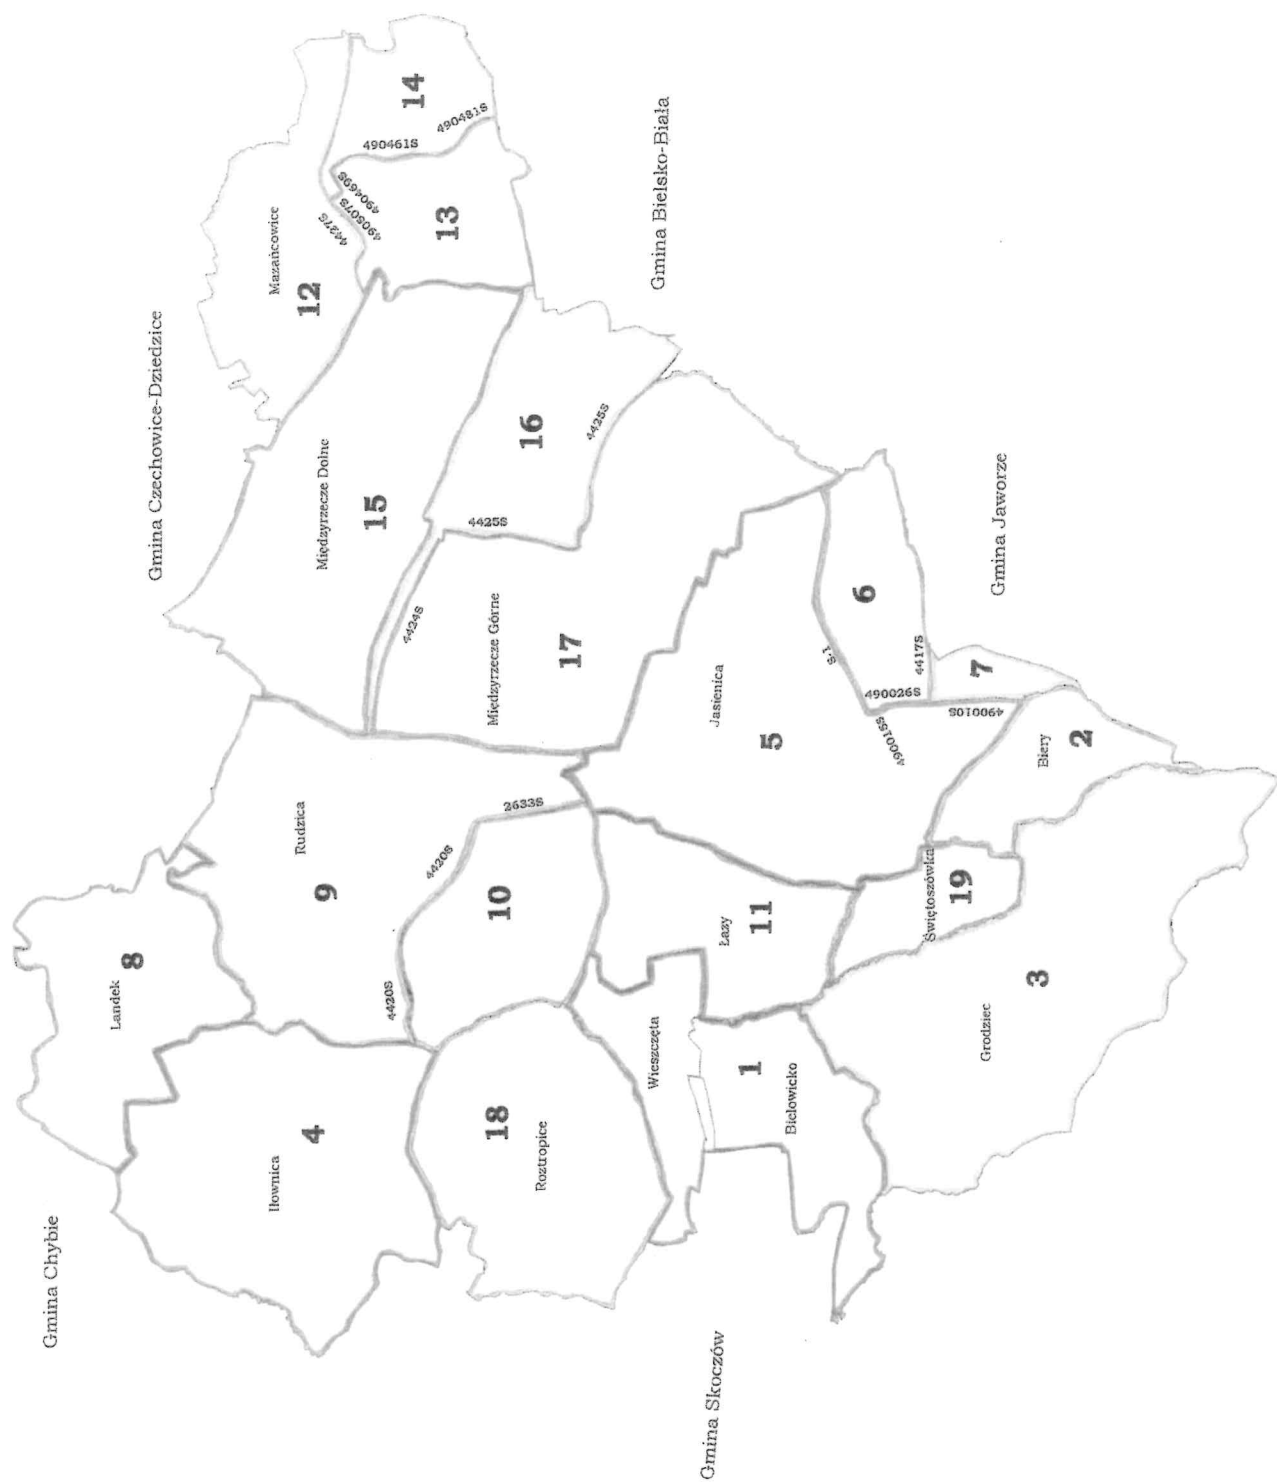 Gmina Chybie
Gmina Czechowice-Dziedzice
Gmina Bielsko-Biała
Gmina Jaworze
Gmina Skoczów
Landek
8
Iłownica
4
Rudzica
9
4420S
4420S
2633S
10
Roztropice
18
Wieszczęta
1
Bielowicko
Łazy
11
Grodziec
3
Świętoszówka
19
Biery
2
Jasienica
5
S-1
6
4417S
490026S
490015S
490010S
7
Międzyrzecze Górne
17
4424S
4425S
4425S
16
Międzyrzecze Dolne
15
Mazańcowice
12
4427S
490507S
490469S
490461S
490481S
13
14